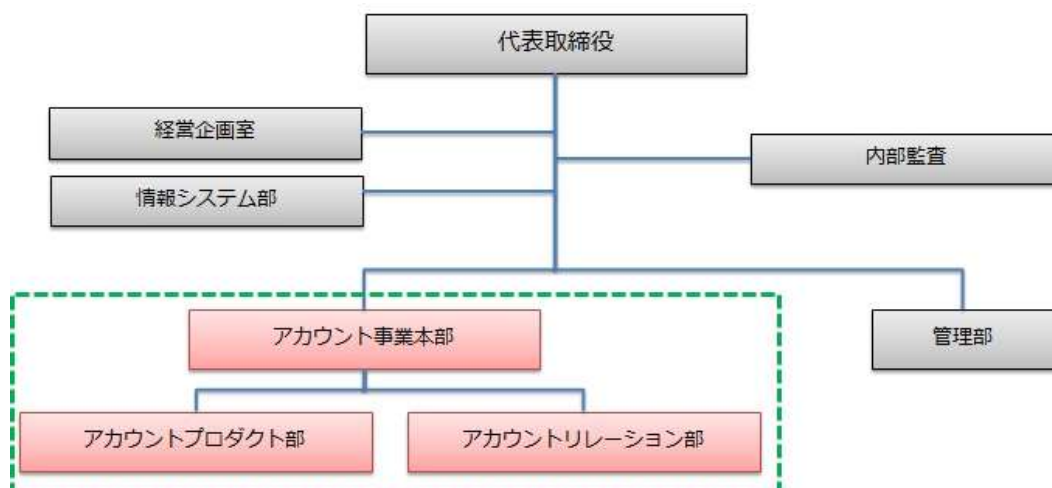 代表取締役
経営企画室
内部監査
情報システム部
アカウント事業本部
管理部
アカウントプロダクト部
アカウントリレーション部